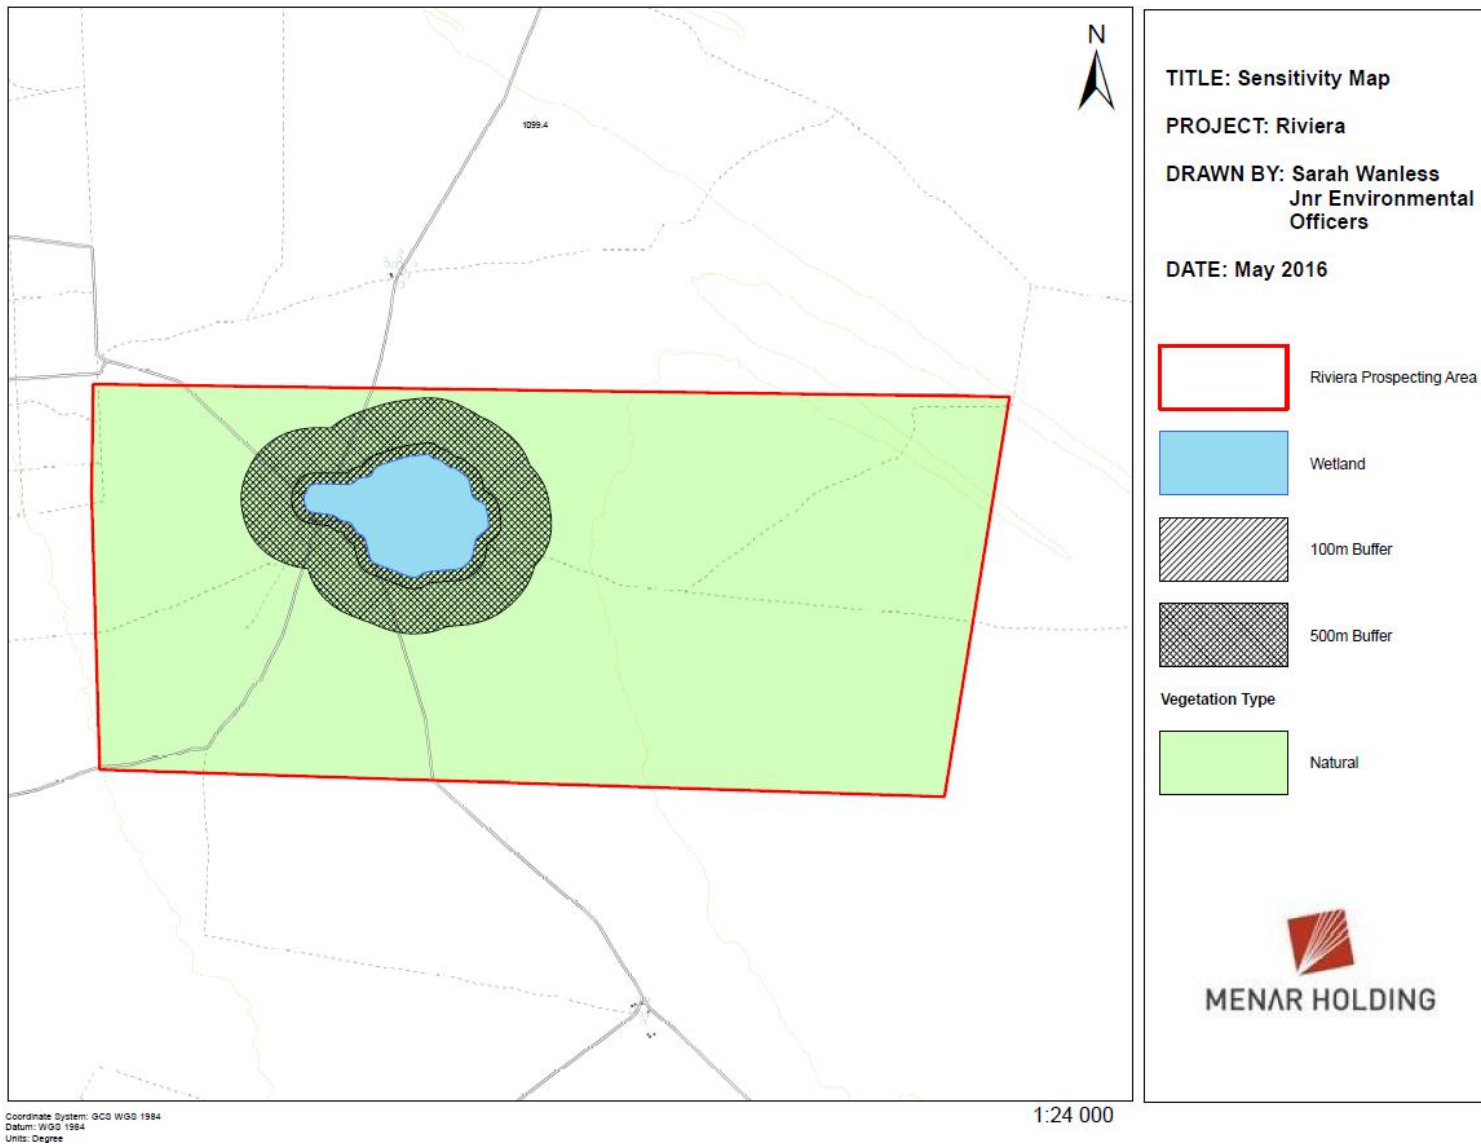 N
1099.4
TITLE: Sensitivity Map
PROJECT: Riviera
DRAWN BY: Sarah Wanless
Jnr Environmental
Officers
DATE: May 2016
Riviera Prospecting Area
Wetland
100m Buffer
500m Buffer
Vegetation Type
Natural
MENAR HOLDING
1:24 000
Coordinate System: GCS WGS 1984
Datum: WGS 1984
Units: Degree